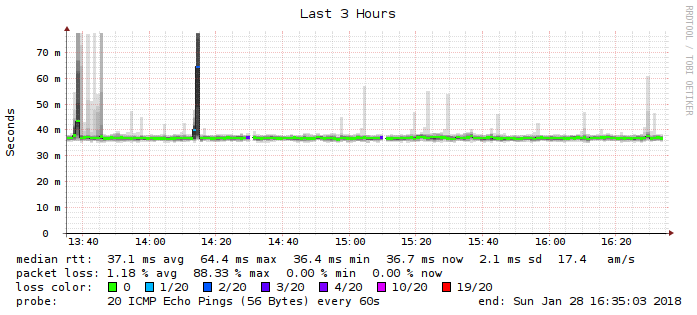 Last 3 Hours
RRDTOOL / TOBI OETIKER
Seconds
70 m
60 m
50 m
40 m
30 m
20 m
10 m
0
13:40 14:00 14:20 14:40 15:00 15:20 15:40 16:00 16:20
median rtt: 37.1 ms avg 64.4 ms max 36.4 ms min 36.7 ms now 2.1 ms sd 17.4 am/s
packet loss: 1.18 % avg 88.33 % max 0.00 % min 0.00 % now
loss color: 0 1/20 2/20 3/20 4/20 10/20 19/20
probe: 20 ICMP Echo Pings (56 Bytes) every 60s end: Sun Jan 28 16:35:03 2018